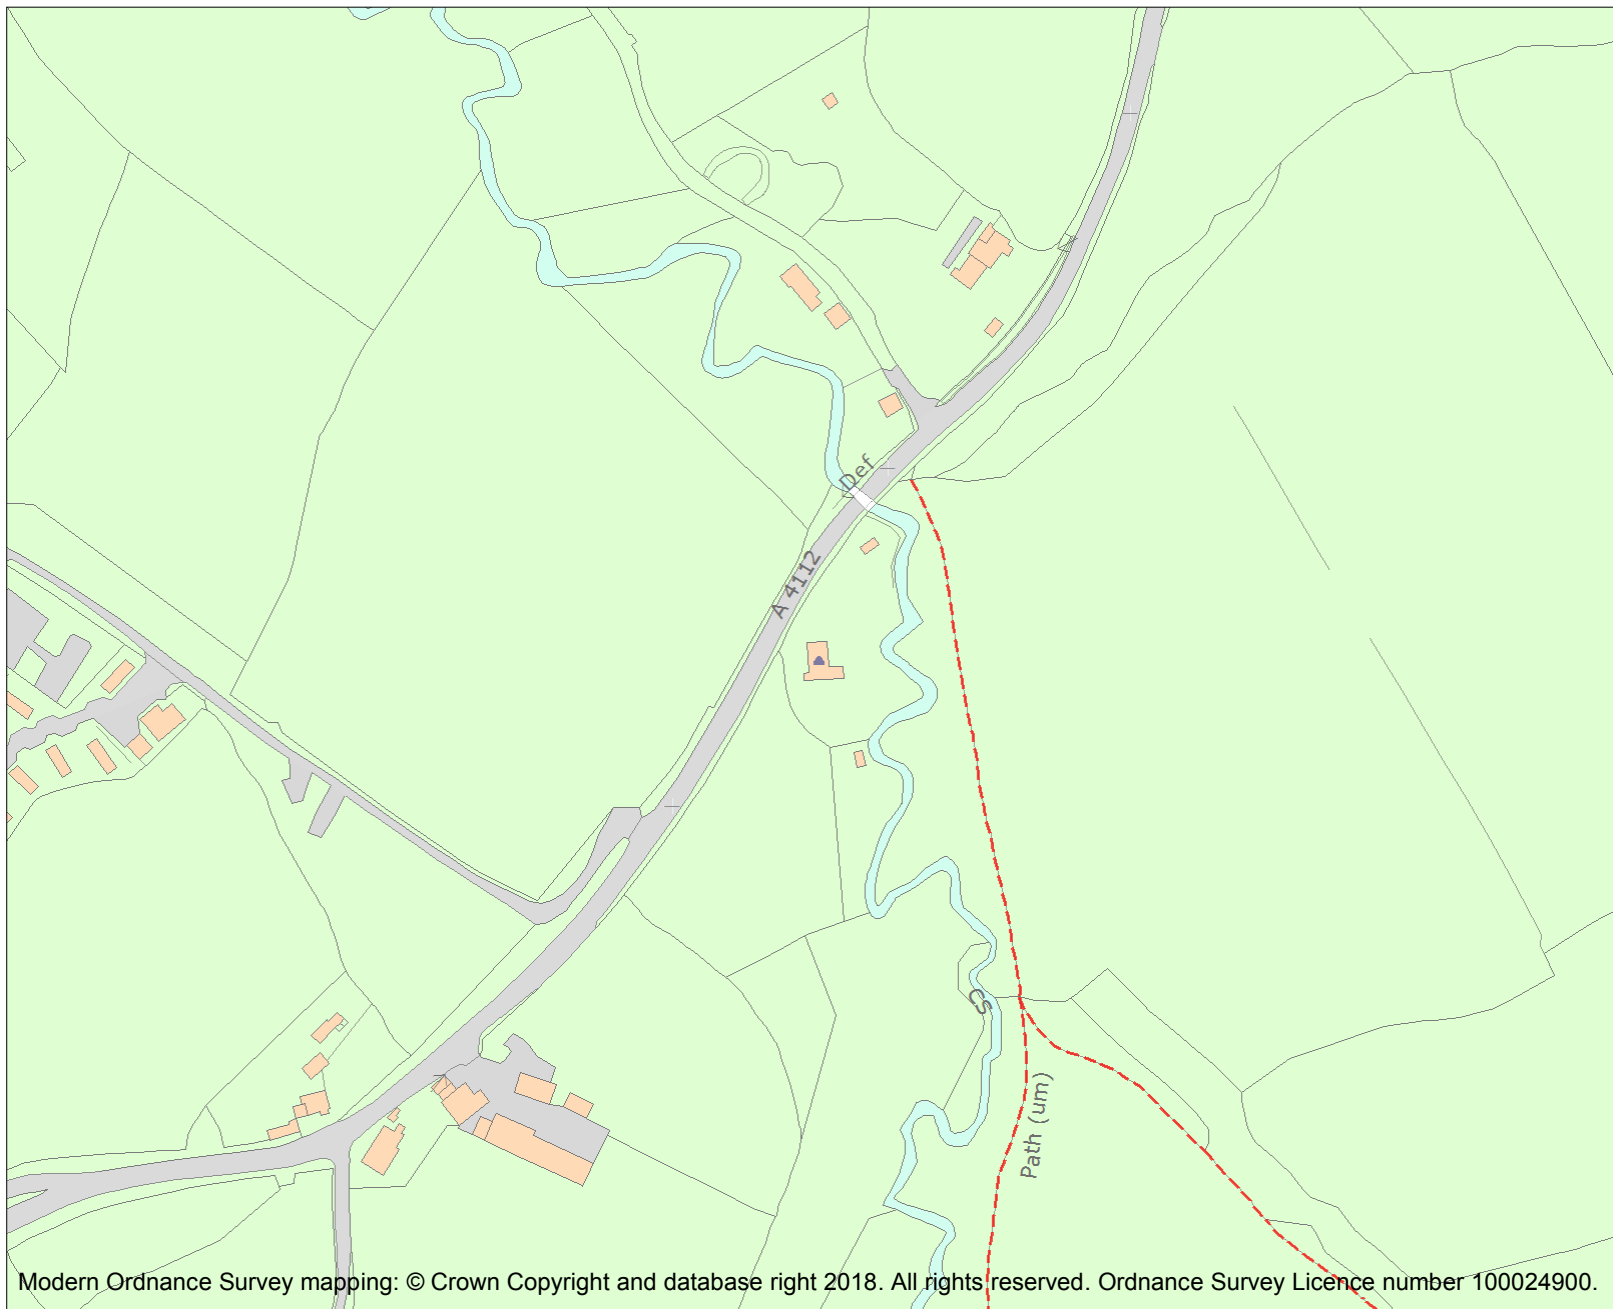 Def
A 4112
CS
Path (um)
Modern Ordnance Survey mapping: © Crown Copyright and database right 2018. All rights reserved. Ordnance Survey Licence number 100024900.